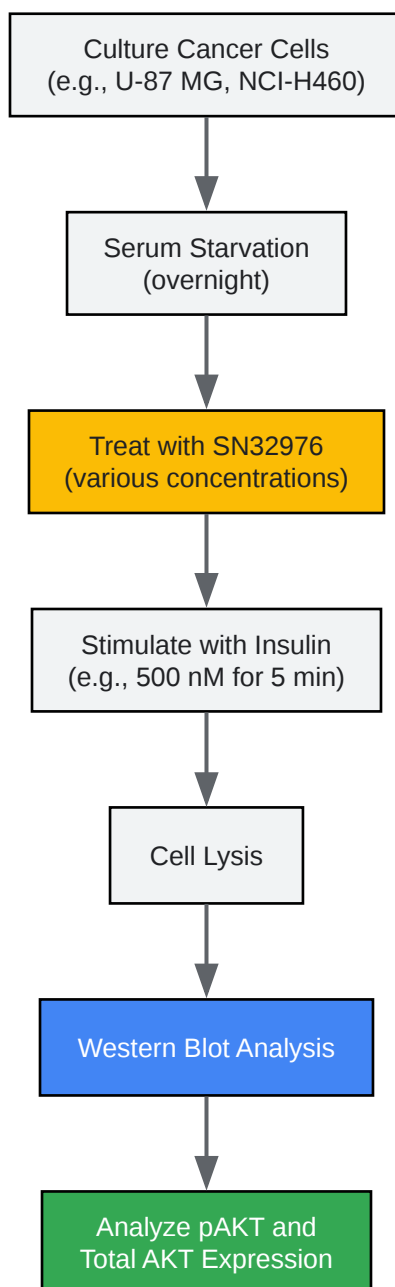 Culture Cancer Cells
(e.g., U-87 MG, NCI-H460)
Serum Starvation
(overnight)
Treat with SN32976
(various concentrations)
Stimulate with Insulin
(e.g., 500 nM for 5 min)
Cell Lysis
Western Blot Analysis
Analyze pAKT and
Total AKT Expression